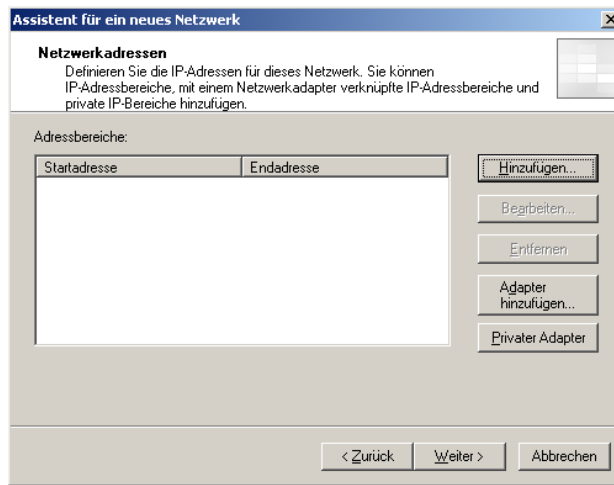 Assistent für ein neues Netzwerk
Netzwerkadressen
Definieren Sie die IP-Adressen für dieses Netzwerk. Sie können
IP-Adressbereiche, mit einem Netzwerkadapter verknüpfte IP-Adressbereiche und
private IP-Bereiche hinzufügen.
Adressbereiche:
Startadresse Endadresse
Hinzufügen...
Bearbeiten...
Entfernen
Adapter
hinzufügen...
Privater Adapter
< Zurück Weiter > Abbrechen